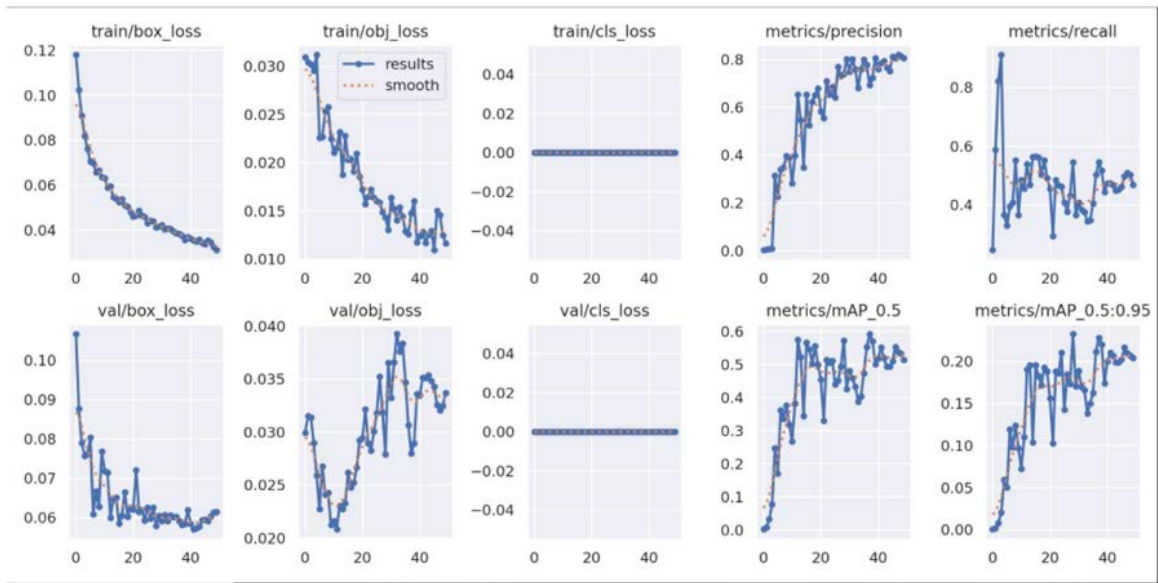 train/box_loss
0.12
0.10
0.08
0.06
0.04
0 20 40
train/obj_loss
results
smooth
0.030
0.025
0.020
0.015
0.010
0 20 40
train/cls_loss
0.04
0.02
0.00
−0.02
−0.04
0 20 40
metrics/precision
0.8
0.6
0.4
0.2
0.0
0 20 40
metrics/recall
0.8
0.6
0.4
0 20 40
val/box_loss
0.10
0.09
0.08
0.07
0.06
0 20 40
val/obj_loss
0.040
0.035
0.030
0.025
0.020
0 20 40
val/cls_loss
0.04
0.02
0.00
−0.02
−0.04
0 20 40
metrics/mAP_0.5
0.6
0.5
0.4
0.3
0.2
0.1
0.0
0 20 40
metrics/mAP_0.5:0.95
0.20
0.15
0.10
0.05
0.00
0 20 40